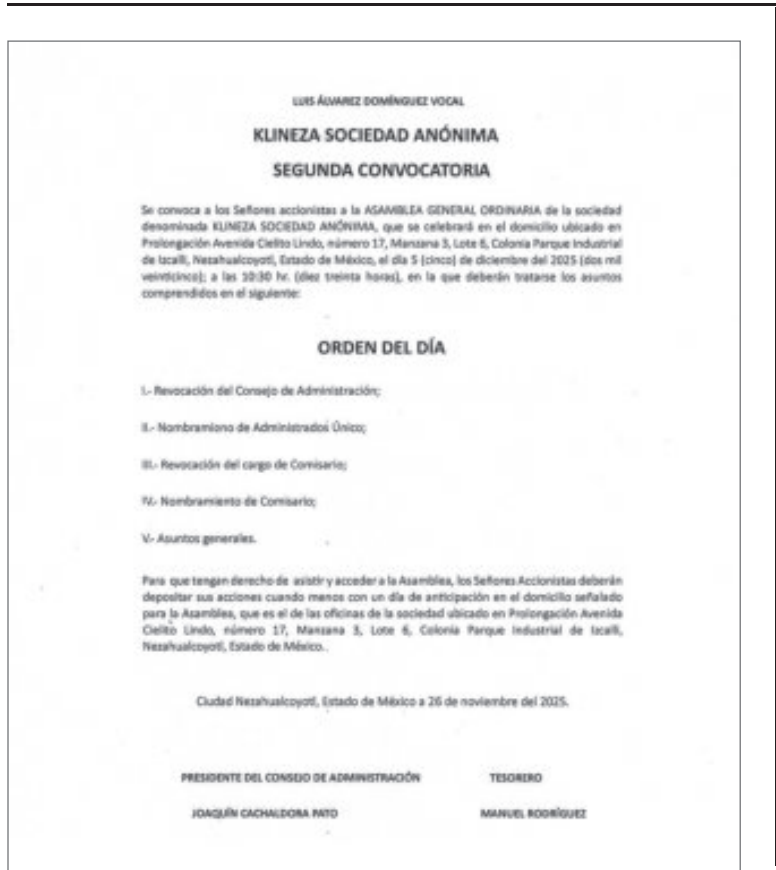 LUIS ÁLVAREZ DOMÍNGUEZ VOCAL
KLINEZA SOCIEDAD ANÓNIMA
SEGUNDA CONVOCATORIA
Se convoca a los Señores accionistas a la ASAMBLEA GENERAL ORDINARIA de la sociedad
denominada KLINEZA SOCIEDAD ANÓNIMA, que se celebrará en el domicilio ubicado en
Prolongación Avenida Cielito Lindo, número 17, Manzana 3, Lote 6, Colonia Parque Industrial
de Izcalli, Nezahualcoyotl, Estado de México, el día 5 (cinco) de diciembre del 2025 (dos mil
veinticinco); a las 10:30 hr. (diez treinta horas), en la que deberán tratarse los asuntos
comprendidos en el siguiente:
ORDEN DEL DÍA
I.- Revocación del Consejo de Administración;
II.- Nombramiono de Administrados Único;
III.- Revocación del cargo de Comisario;
IV.- Nombramiento de Comisario;
V.- Asuntos generales.
Para que tengan derecho de asistir y acceder a la Asamblea, los Señores Accionistas deberán
depositar sus acciones cuando menos con un día de anticipación en el domicilio señalado
para la Asamblea, que es el de las oficinas de la sociedad ubicado en Prolongación Avenida
Cielito Lindo, número 17, Manzana 3, Lote 6, Colonia Parque Industrial de Izcalli,
Nezahualcoyotl, Estado de México.
Ciudad Nezahualcoyotl, Estado de México a 26 de noviembre del 2025.
PRESIDENTE DEL CONSEJO DE ADMINISTRACIÓN TESORERO
JOAQUÍN CACHALDORA PATO MANUEL RODRÍGUEZ